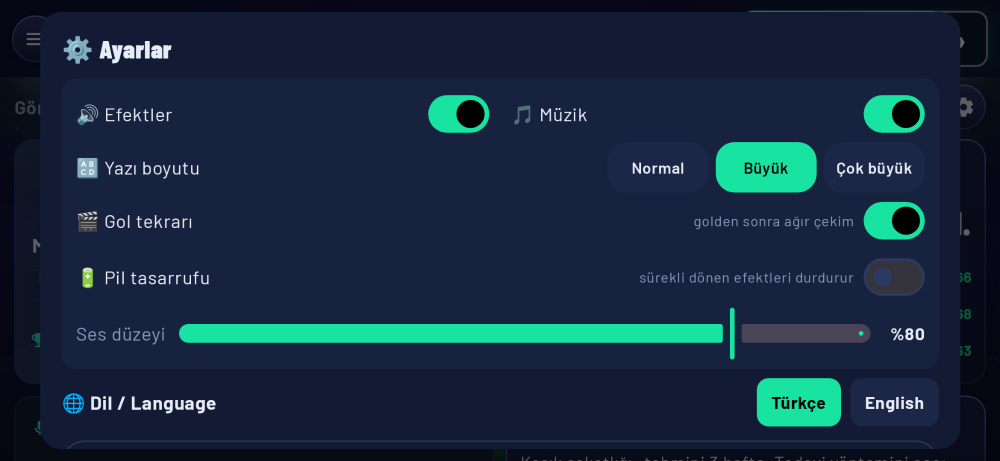 Ayarlar
Efektler
Müzik
Yazı boyutu
Normal
Büyük
Çok büyük
Gol tekrarı
golden sonra ağır çekim
Pil tasarrufu
sürekli dönen efektleri durdurur
Ses düzeyi
%80
Dil / Language
Türkçe
English